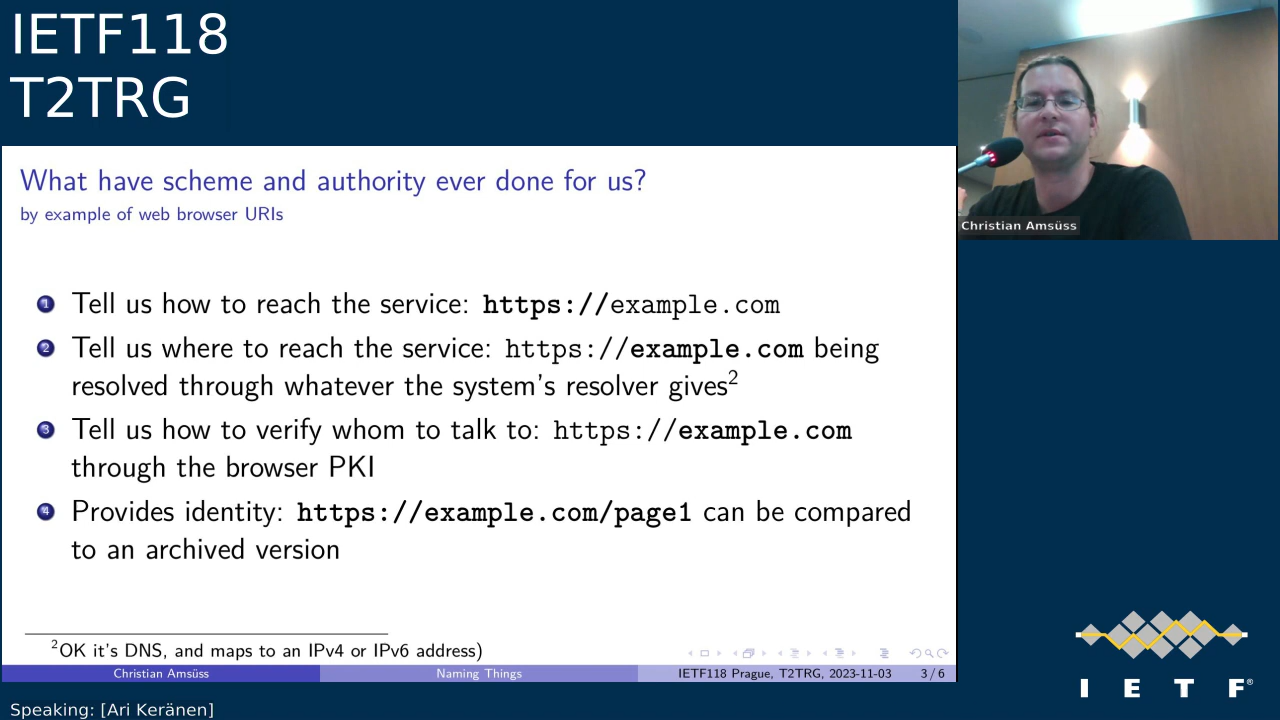 IETF118
T2TRG
Christian Amsüss
What have scheme and authority ever done for us?
by example of web browser URIs
1 Tell us how to reach the service: https://example.com
2 Tell us where to reach the service: https://example.com being
resolved through whatever the system's resolver gives2
3 Tell us how to verify whom to talk to: https://example.com
through the browser PKI
4 Provides identity: https://example.com/page1 can be compared
to an archived version
2OK it's DNS, and maps to an IPv4 or IPv6 address)
Christian Amsüss Naming Things IETF118 Prague, T2TRG, 2023-11-03 3 / 6
I E T F®
Speaking: [Ari Keränen]